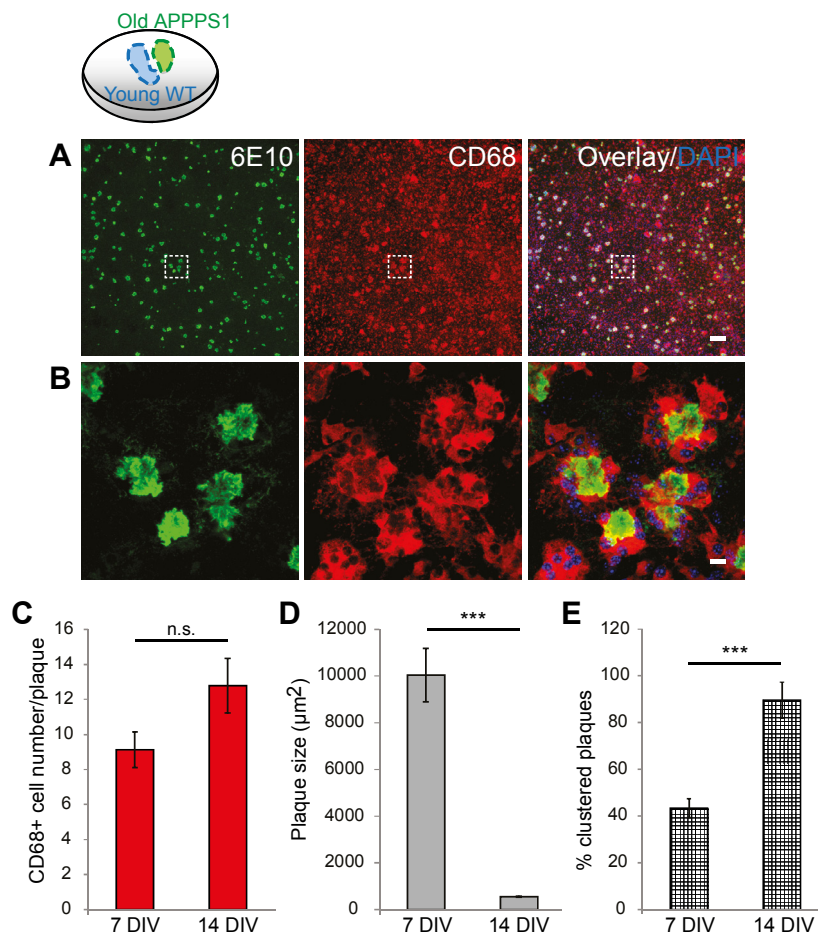 Old APPPS1
Young WT
A
6E10
CD68
Overlay/DAPI
B
C
n.s.
CD68+ cell number/plaque
16
14
12
10
8
6
4
2
0
7 DIV
14 DIV
D
***
Plaque size (µm2)
12000
10000
8000
6000
4000
2000
0
7 DIV
14 DIV
E
***
% clustered plaques
120
100
80
60
40
20
0
7 DIV
14 DIV